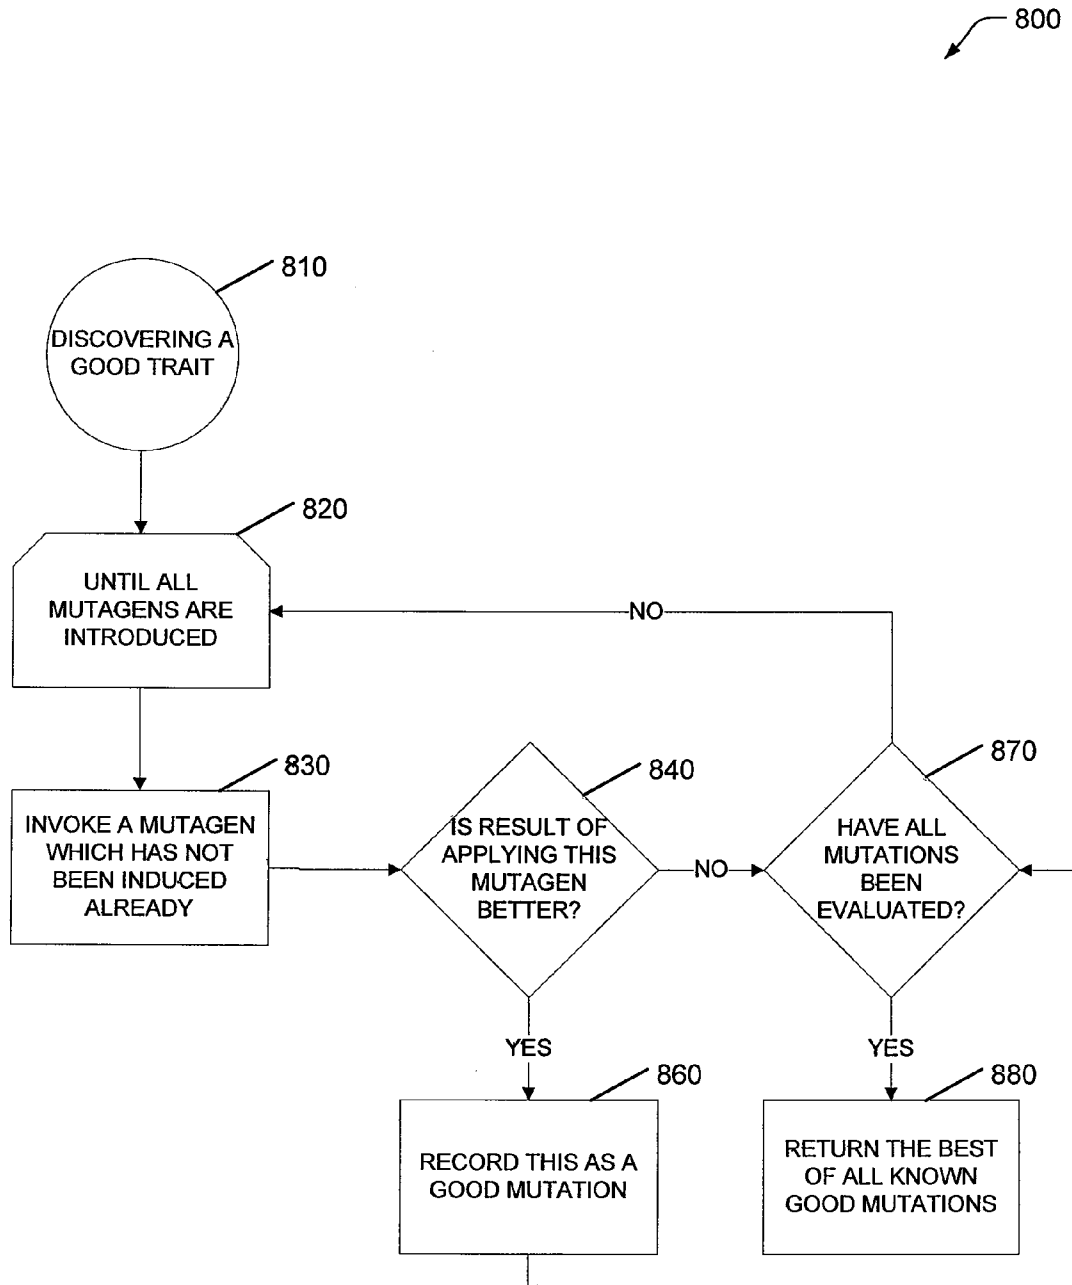 800
810
DISCOVERING A
GOOD TRAIT
820
UNTIL ALL
MUTAGENS ARE
INTRODUCED
NO
830
INVOKE A MUTAGEN
WHICH HAS NOT
BEEN INDUCED
ALREADY
840
IS RESULT OF
APPLYING THIS
MUTAGEN
BETTER?
NO
870
HAVE ALL
MUTATIONS
BEEN
EVALUATED?
YES
YES
860
RECORD THIS AS A
GOOD MUTATION
880
RETURN THE BEST
OF ALL KNOWN
GOOD MUTATIONS